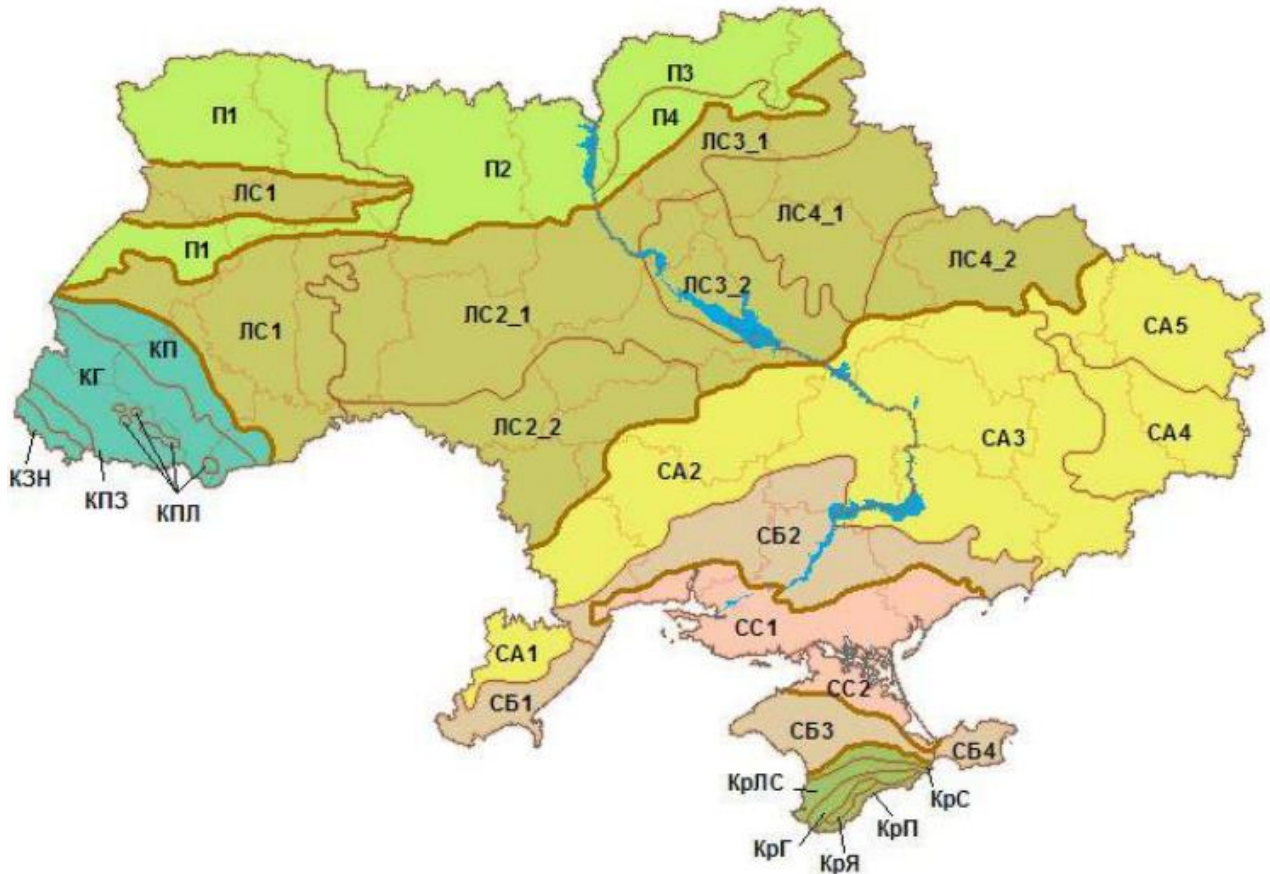 П3
П1
П4
ЛС3_1
П2
ЛС1
ЛС4_1
П1
ЛС4_2
ЛС3_2
ЛС2_1
СА5
ЛС1
КП
КГ
ЛС2_2
СА3
СА4
СА2
КЗН
КПЗ
КПЛ
СБ2
СС1
СА1
СС2
СБ1
СБ3
СБ4
КрЛС
КрС
КрП
КрГ
КрЯ